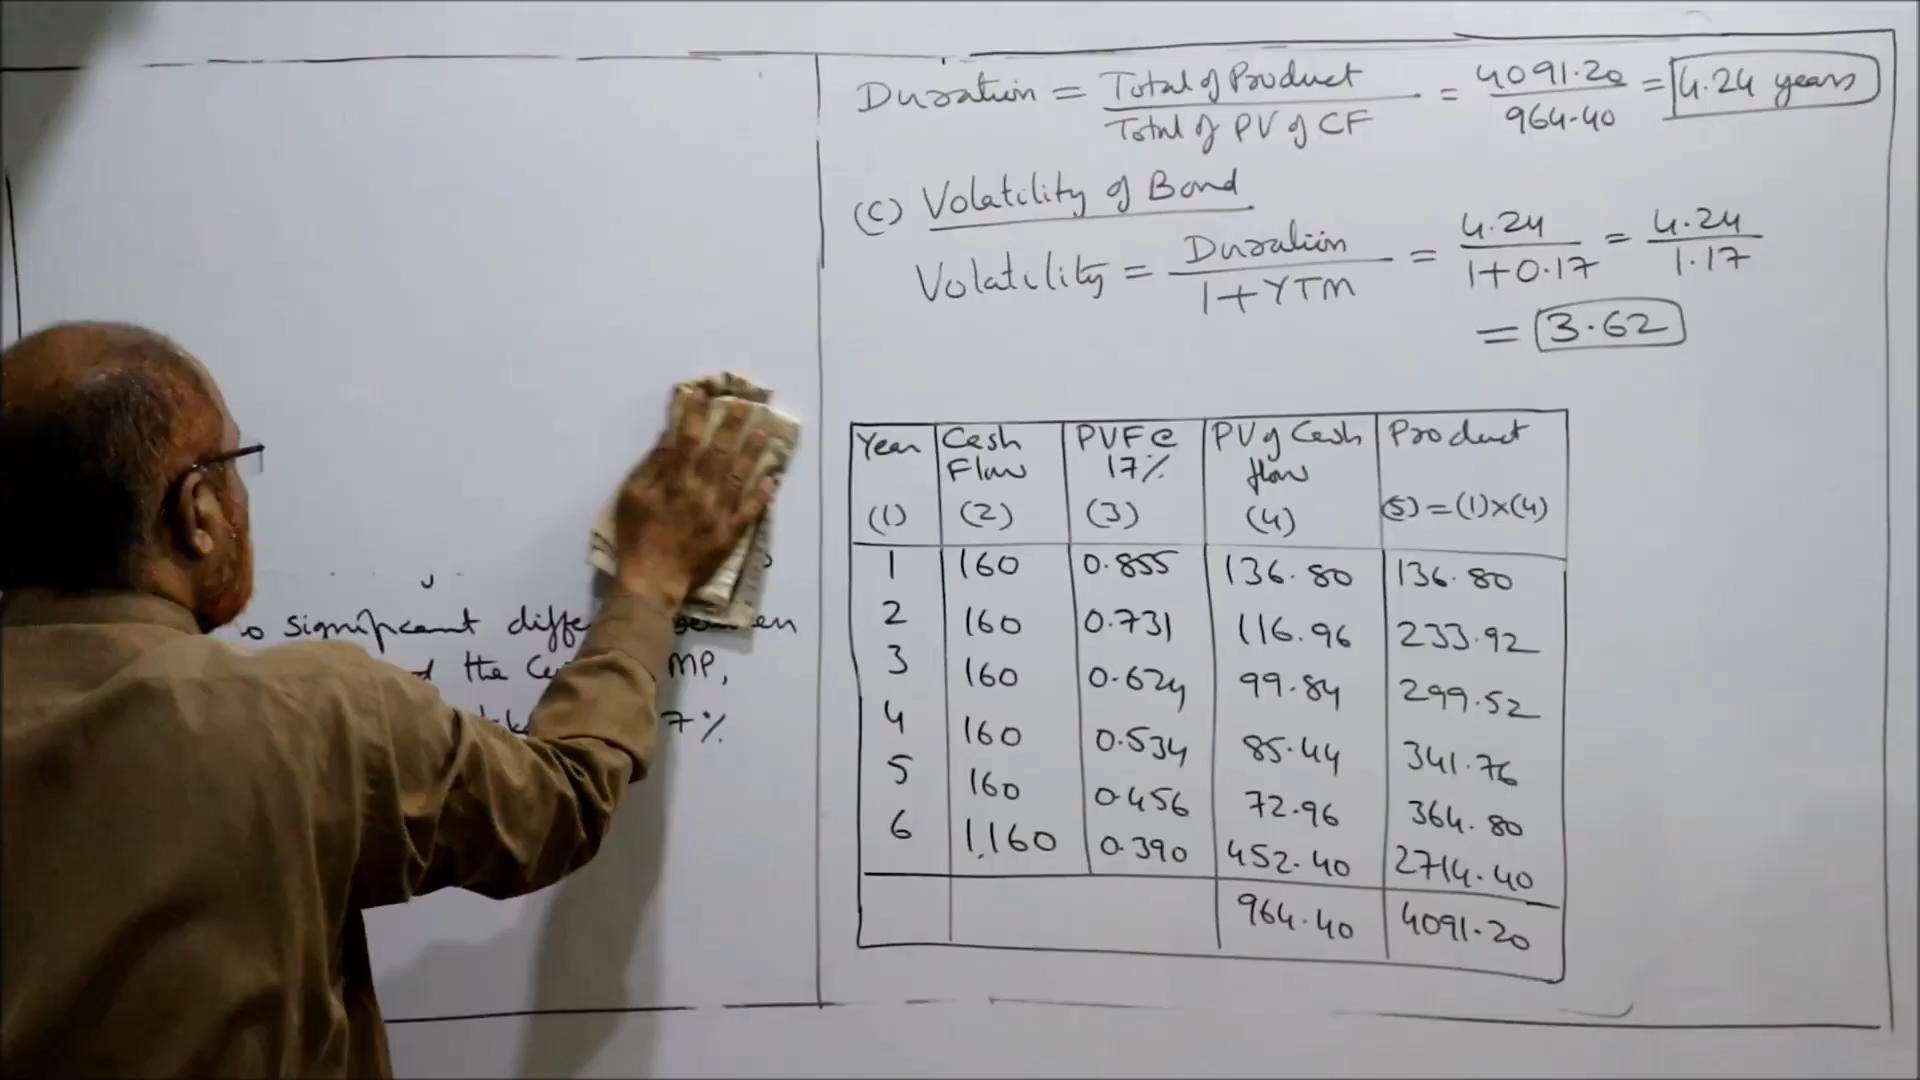 Duration = Total of Product / Total of PV of CF = 4091.20 / 964.40 = 4.24 years
(C) Volatility of Bond
Volatility = Duration / 1+YTM = 4.24 / 1+0.17 = 4.24 / 1.17
= 3.62
Year Cash Flow PVF@ 17% PV of Cash flow Product
(1) (2) (3) (4) (5)=(1)x(4)
1 160 0.855 136.80 136.80
2 160 0.731 116.96 233.92
3 160 0.624 99.84 299.52
4 160 0.534 85.44 341.76
5 160 0.456 72.96 364.80
6 1,160 0.390 452.40 2714.40
964.40 4091.20
significant
the MP,
7%